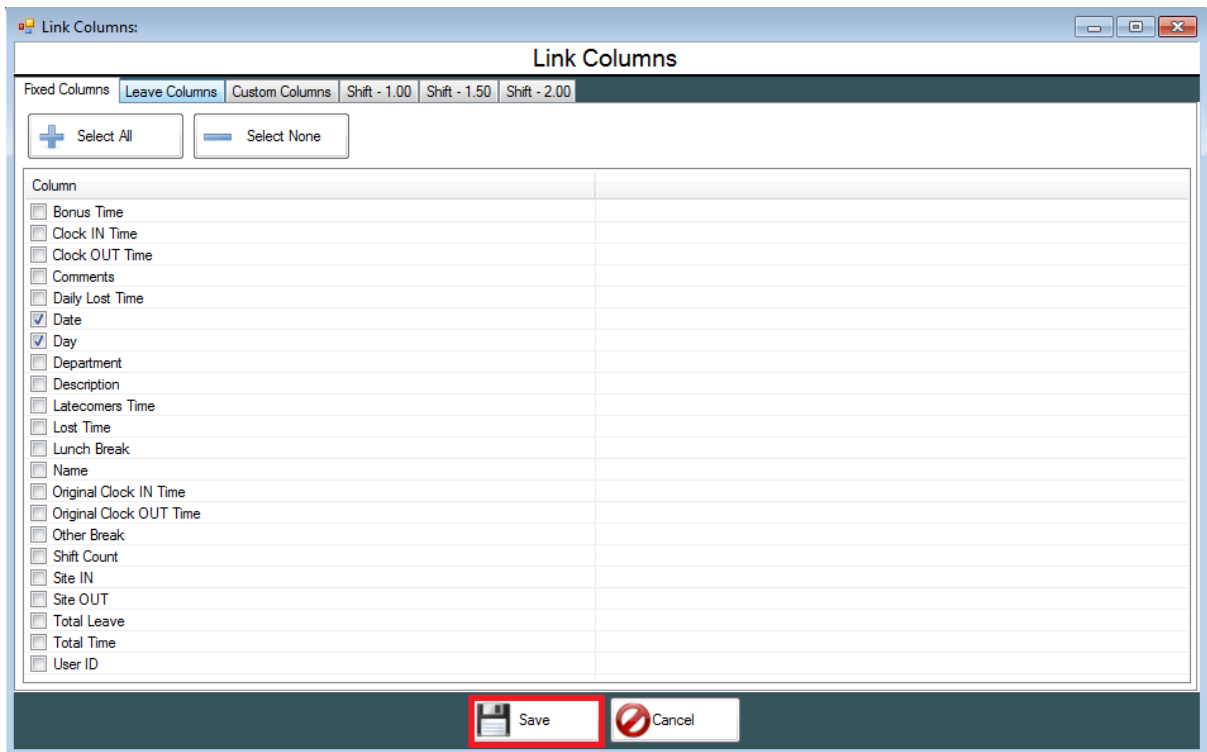 Link Columns:
Link Columns
Fixed Columns Leave Columns Custom Columns Shift - 1.00 Shift - 1.50 Shift - 2.00
Select All Select None
Column
Bonus Time
Clock IN Time
Clock OUT Time
Comments
Daily Lost Time
Date
Day
Department
Description
Latecomers Time
Lost Time
Lunch Break
Name
Original Clock IN Time
Original Clock OUT Time
Other Break
Shift Count
Site IN
Site OUT
Total Leave
Total Time
User ID
Save Cancel